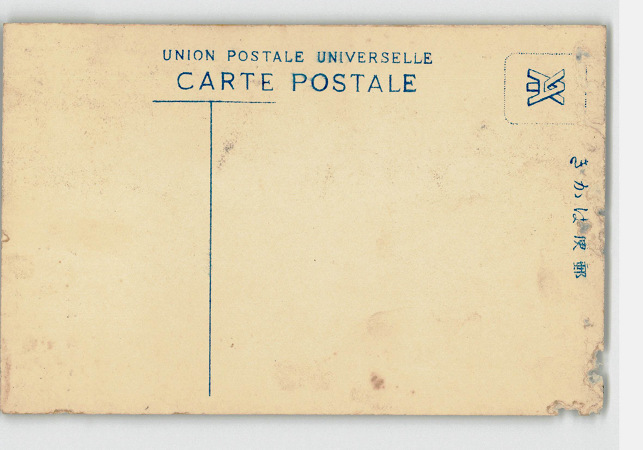 UNION POSTALE UNIVERSELLE
CARTE POSTALE
きかは便郵